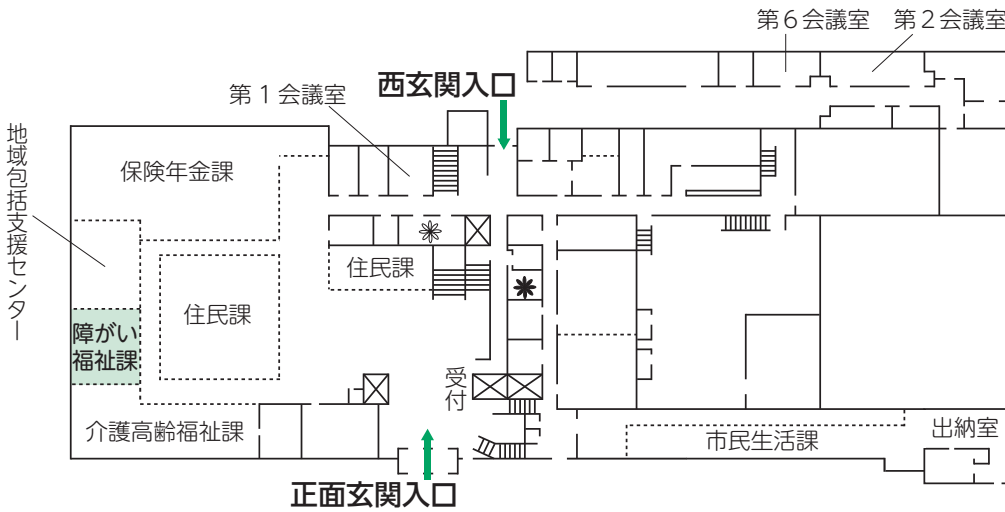 第６会議室
第２会議室
西玄関入口
第１会議室
地域包括支援センター
保険年金課
住民課
住民課
障がい
福祉課
受付
介護高齢福祉課
市民生活課
出納室
正面玄関入口